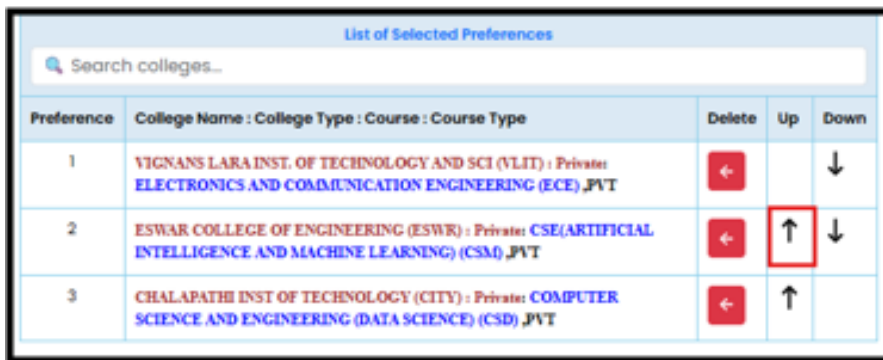 List of Selected Preferences
Search colleges...
Preference College Name : College Type : Course : Course Type Delete Up Down
1 VIGNANS LARA INST. OF TECHNOLOGY AND SCI (VLIT) : Private:
ELECTRONICS AND COMMUNICATION ENGINEERING (ECE) ,PVT
2 ESWAR COLLEGE OF ENGINEERING (ESWR) : Private: CSE(ARTIFICIAL
INTELLIGENCE AND MACHINE LEARNING) (CSM) ,PVT
3 CHALAPATHI INST OF TECHNOLOGY (CITY) : Private: COMPUTER
SCIENCE AND ENGINEERING (DATA SCIENCE) (CSD) ,PVT